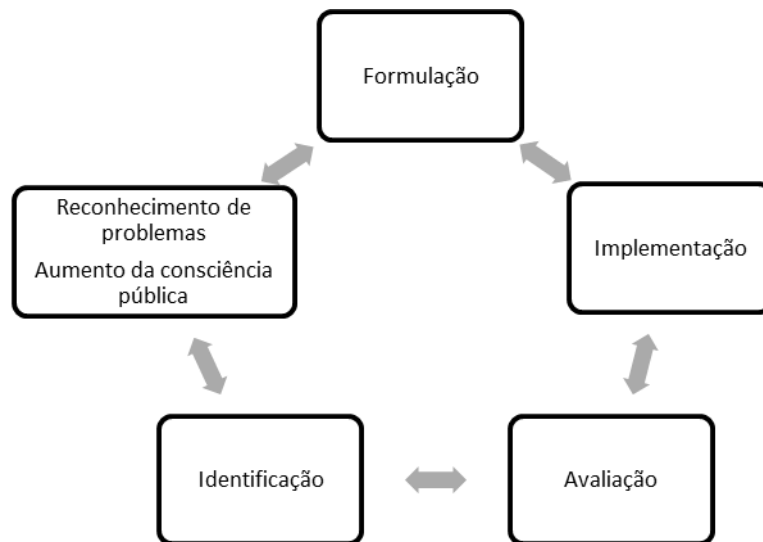 Formulação
Reconhecimento de
problemas
Aumento da consciência
pública
Implementação
Identificação
Avaliação